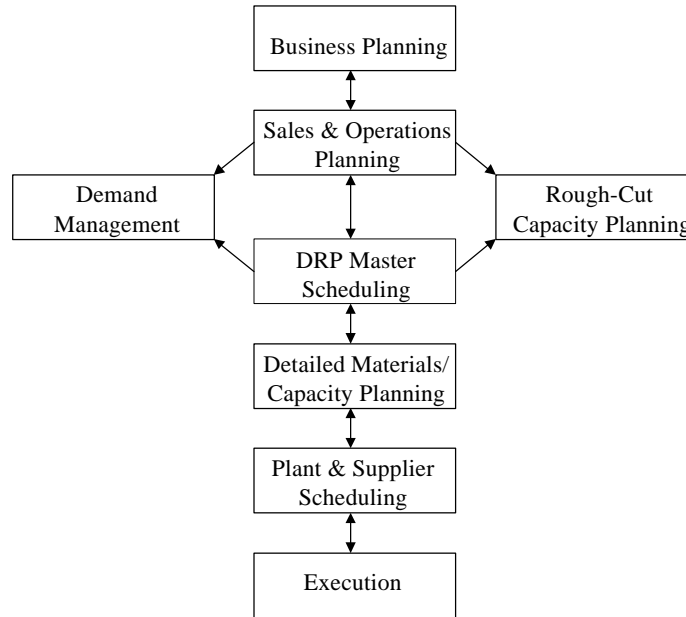 Business Planning
Sales & Operations
Planning
Demand
Management
Rough-Cut
Capacity Planning
DRP Master
Scheduling
Detailed Materials/
Capacity Planning
Plant & Supplier
Scheduling
Execution